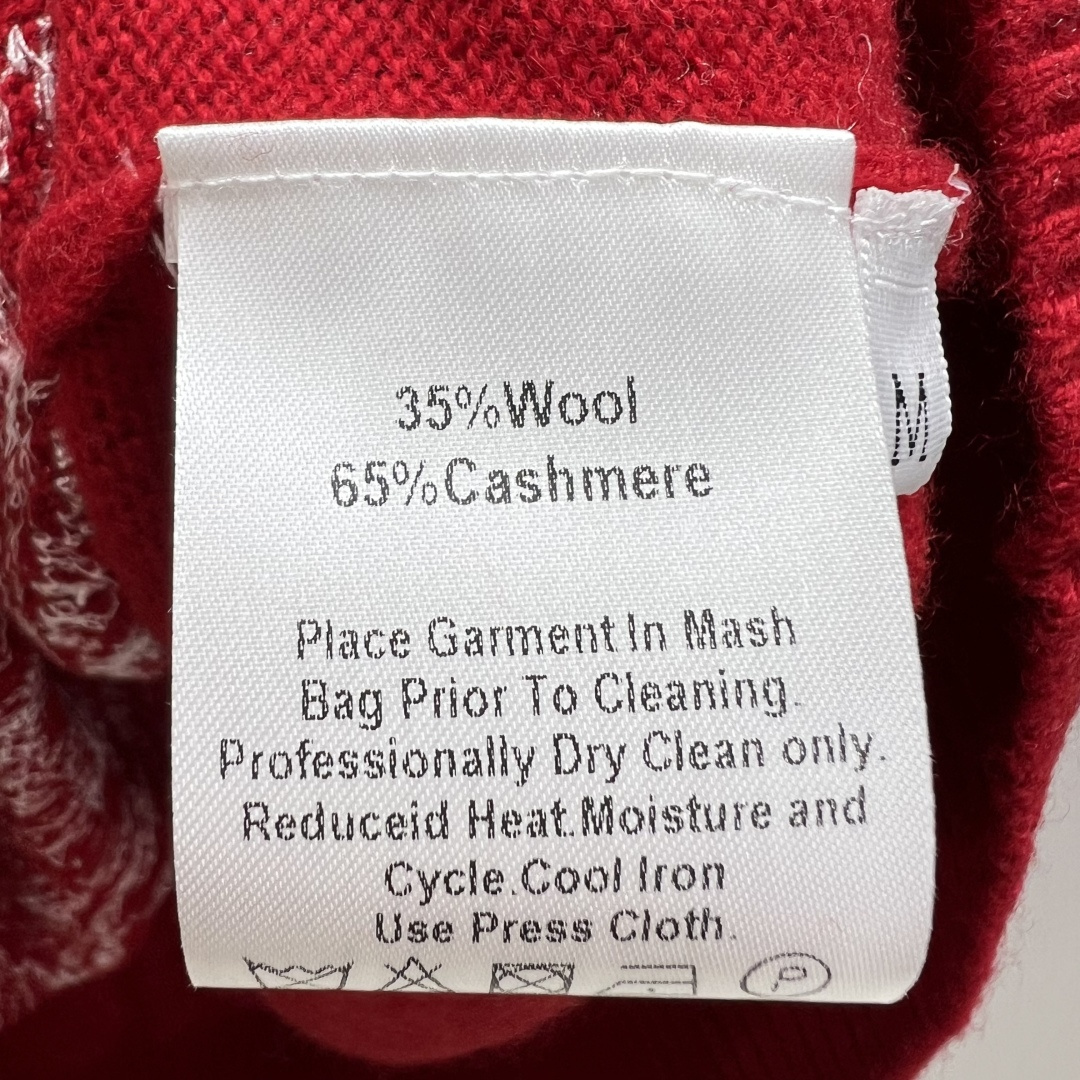 35%Wool
65%Cashmere
M
Place Garment In Mash
Bag Prior To Cleaning.
Professionally Dry Clean only.
Reduceid Heat.Moisture and
Cycle.Cool Iron
Use Press Cloth.
P